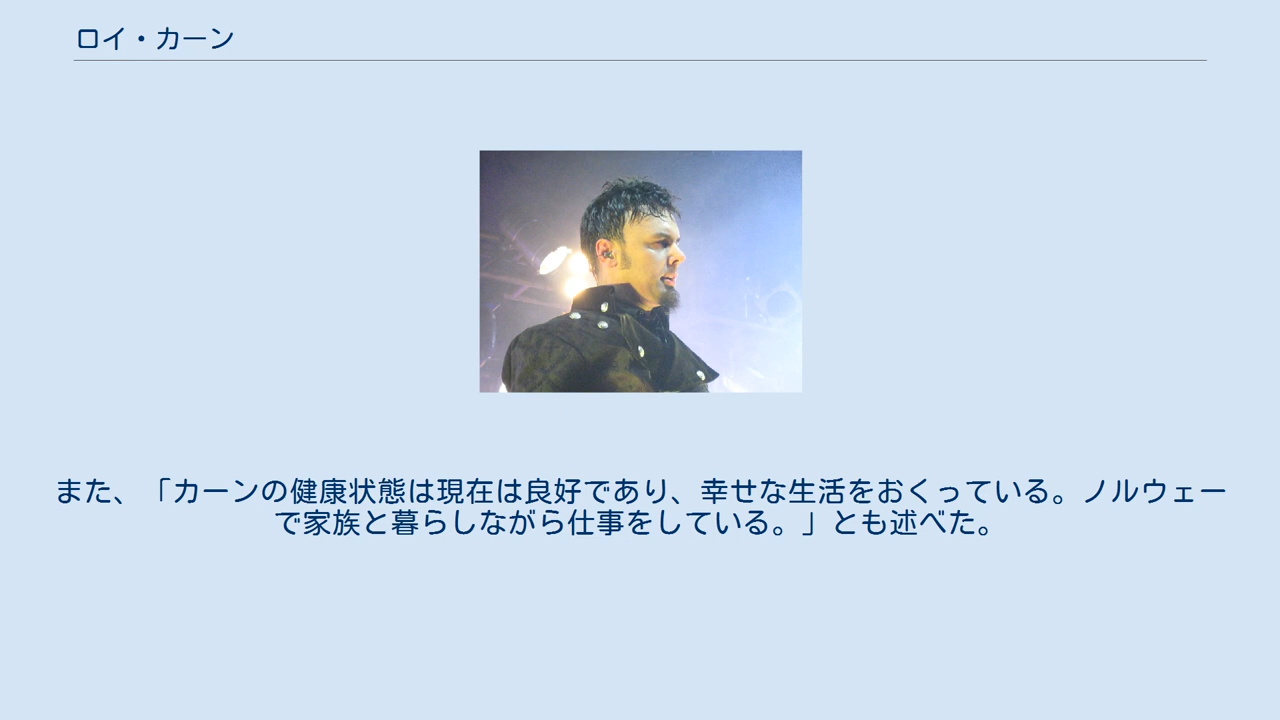 ロイ・カーン
また、「カーンの健康状態は現在は良好であり、幸せな生活をおくっている。ノルウェー
で家族と暮らしながら仕事をしている。」とも述べた。